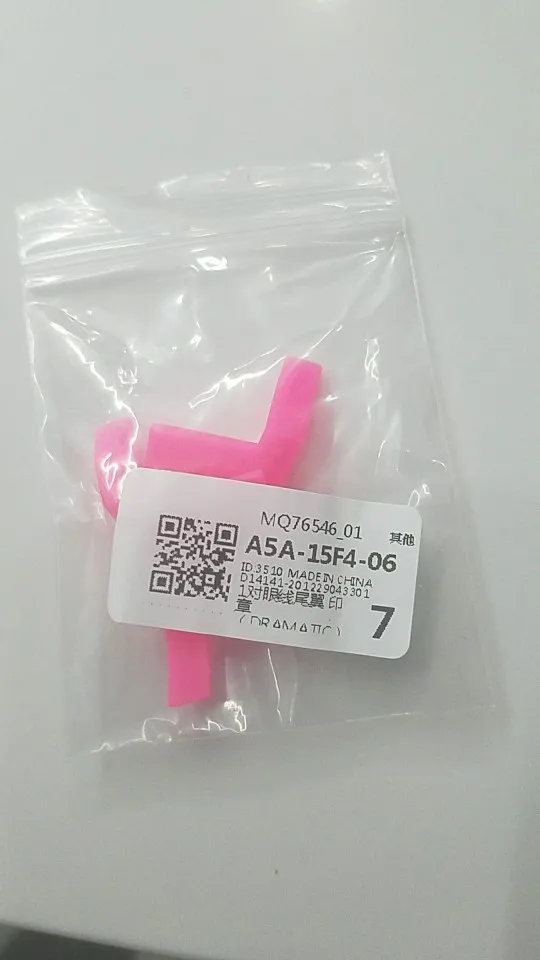 MQ76546_01
其他
A5A-15F4-06
ID.3510 MADE IN CHINA
D14141-201229043301
1对眼线尾翼 印
章
(DRAMATIC)
7